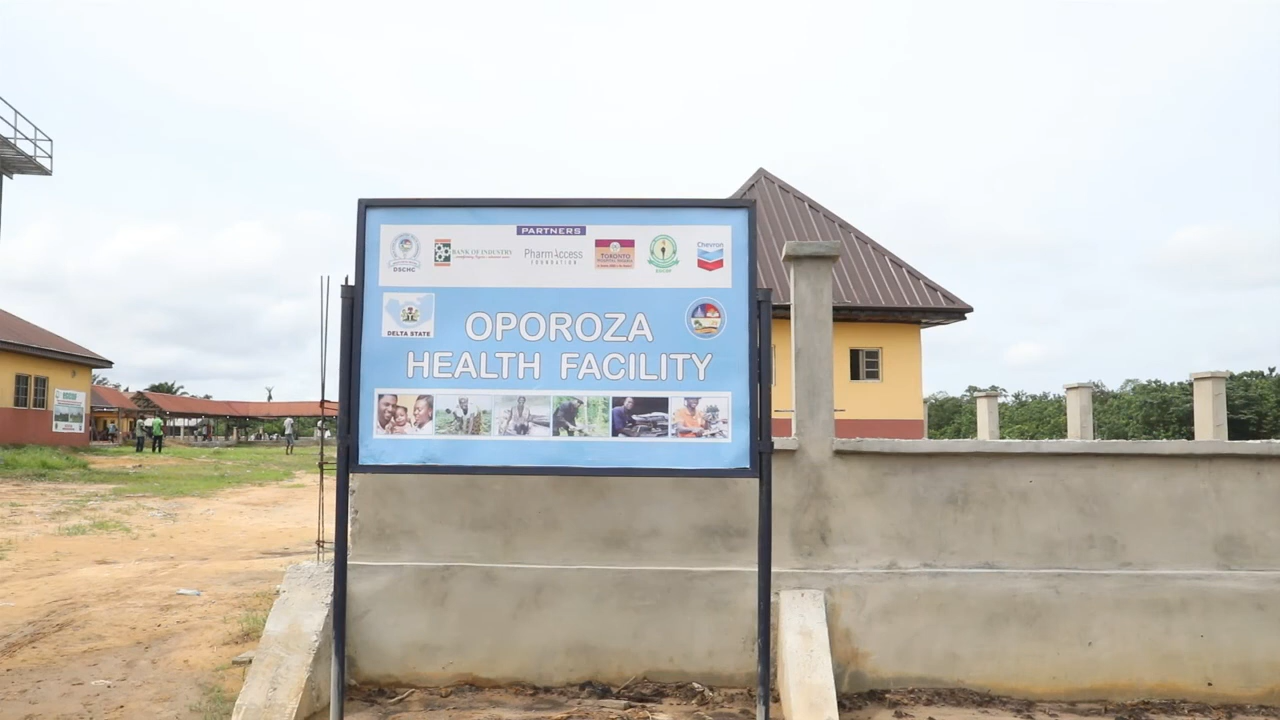 PARTNERS
DSCHC
BANK OF INDUSTRY
PharmAccess
FOUNDATION
TORONTO
Chevron
DELTA STATE
OPOROZA
HEALTH FACILITY